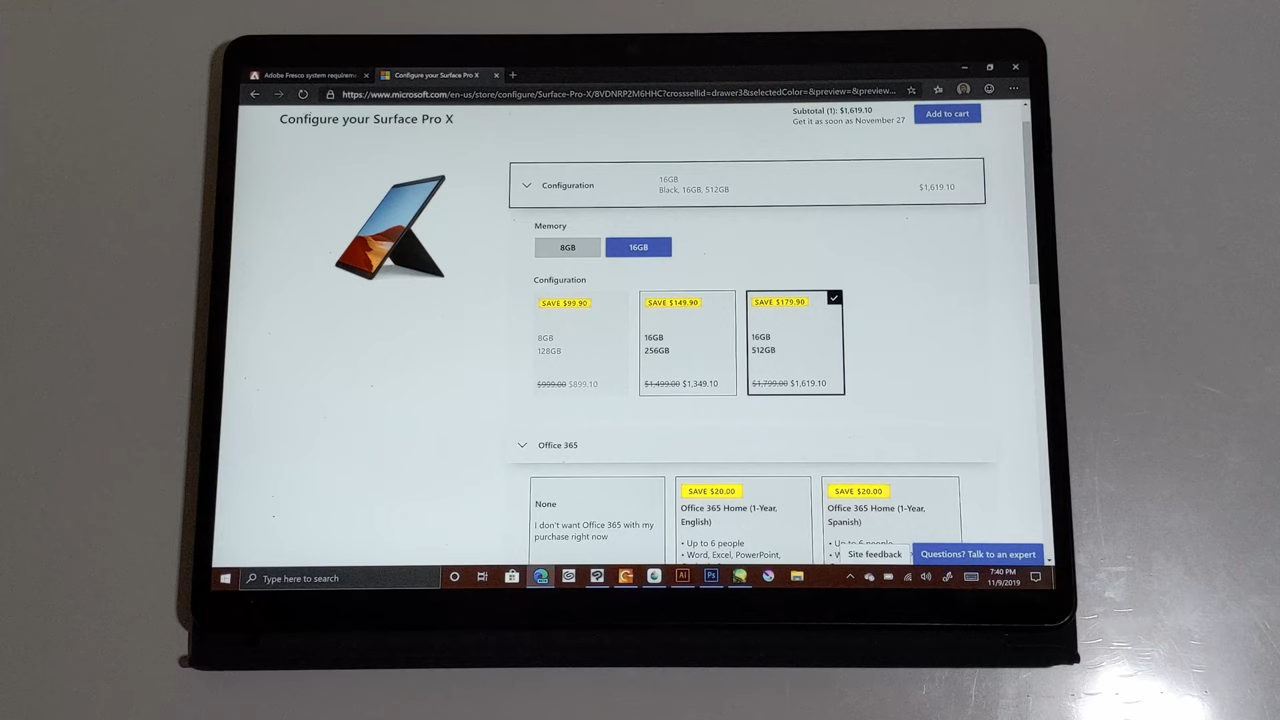 Adobe Fresco system requirem
Configure your Surface Pro X
https://www.microsoft.com/en-us/store/configure/Surface-Pro-X/8VDNRP2M6HHC?crosssellid=drawer3&selectedColor=&preview=&preview...
Configure your Surface Pro X
Subtotal (1): $1,619.10
Get it as soon as November 27
Add to cart
Configuration
16GB
Black, 16GB, 512GB
$1,619.10
Memory
8GB
16GB
Configuration
SAVE $99.90
8GB
128GB
$999.00 $899.10
SAVE $149.90
16GB
256GB
$1,499.00 $1,349.10
SAVE $179.90
16GB
512GB
$1,799.00 $1,619.10
Office 365
None
I don't want Office 365 with my
purchase right now
SAVE $20.00
Office 365 Home (1-Year,
English)
• Up to 6 people
• Word, Excel, PowerPoint,
SAVE $20.00
Office 365 Home (1-Year,
Spanish)
• Up to 6 people
Site feedback
Questions? Talk to an expert
Type here to search
Ai
Ps
7:40 PM
11/9/2019